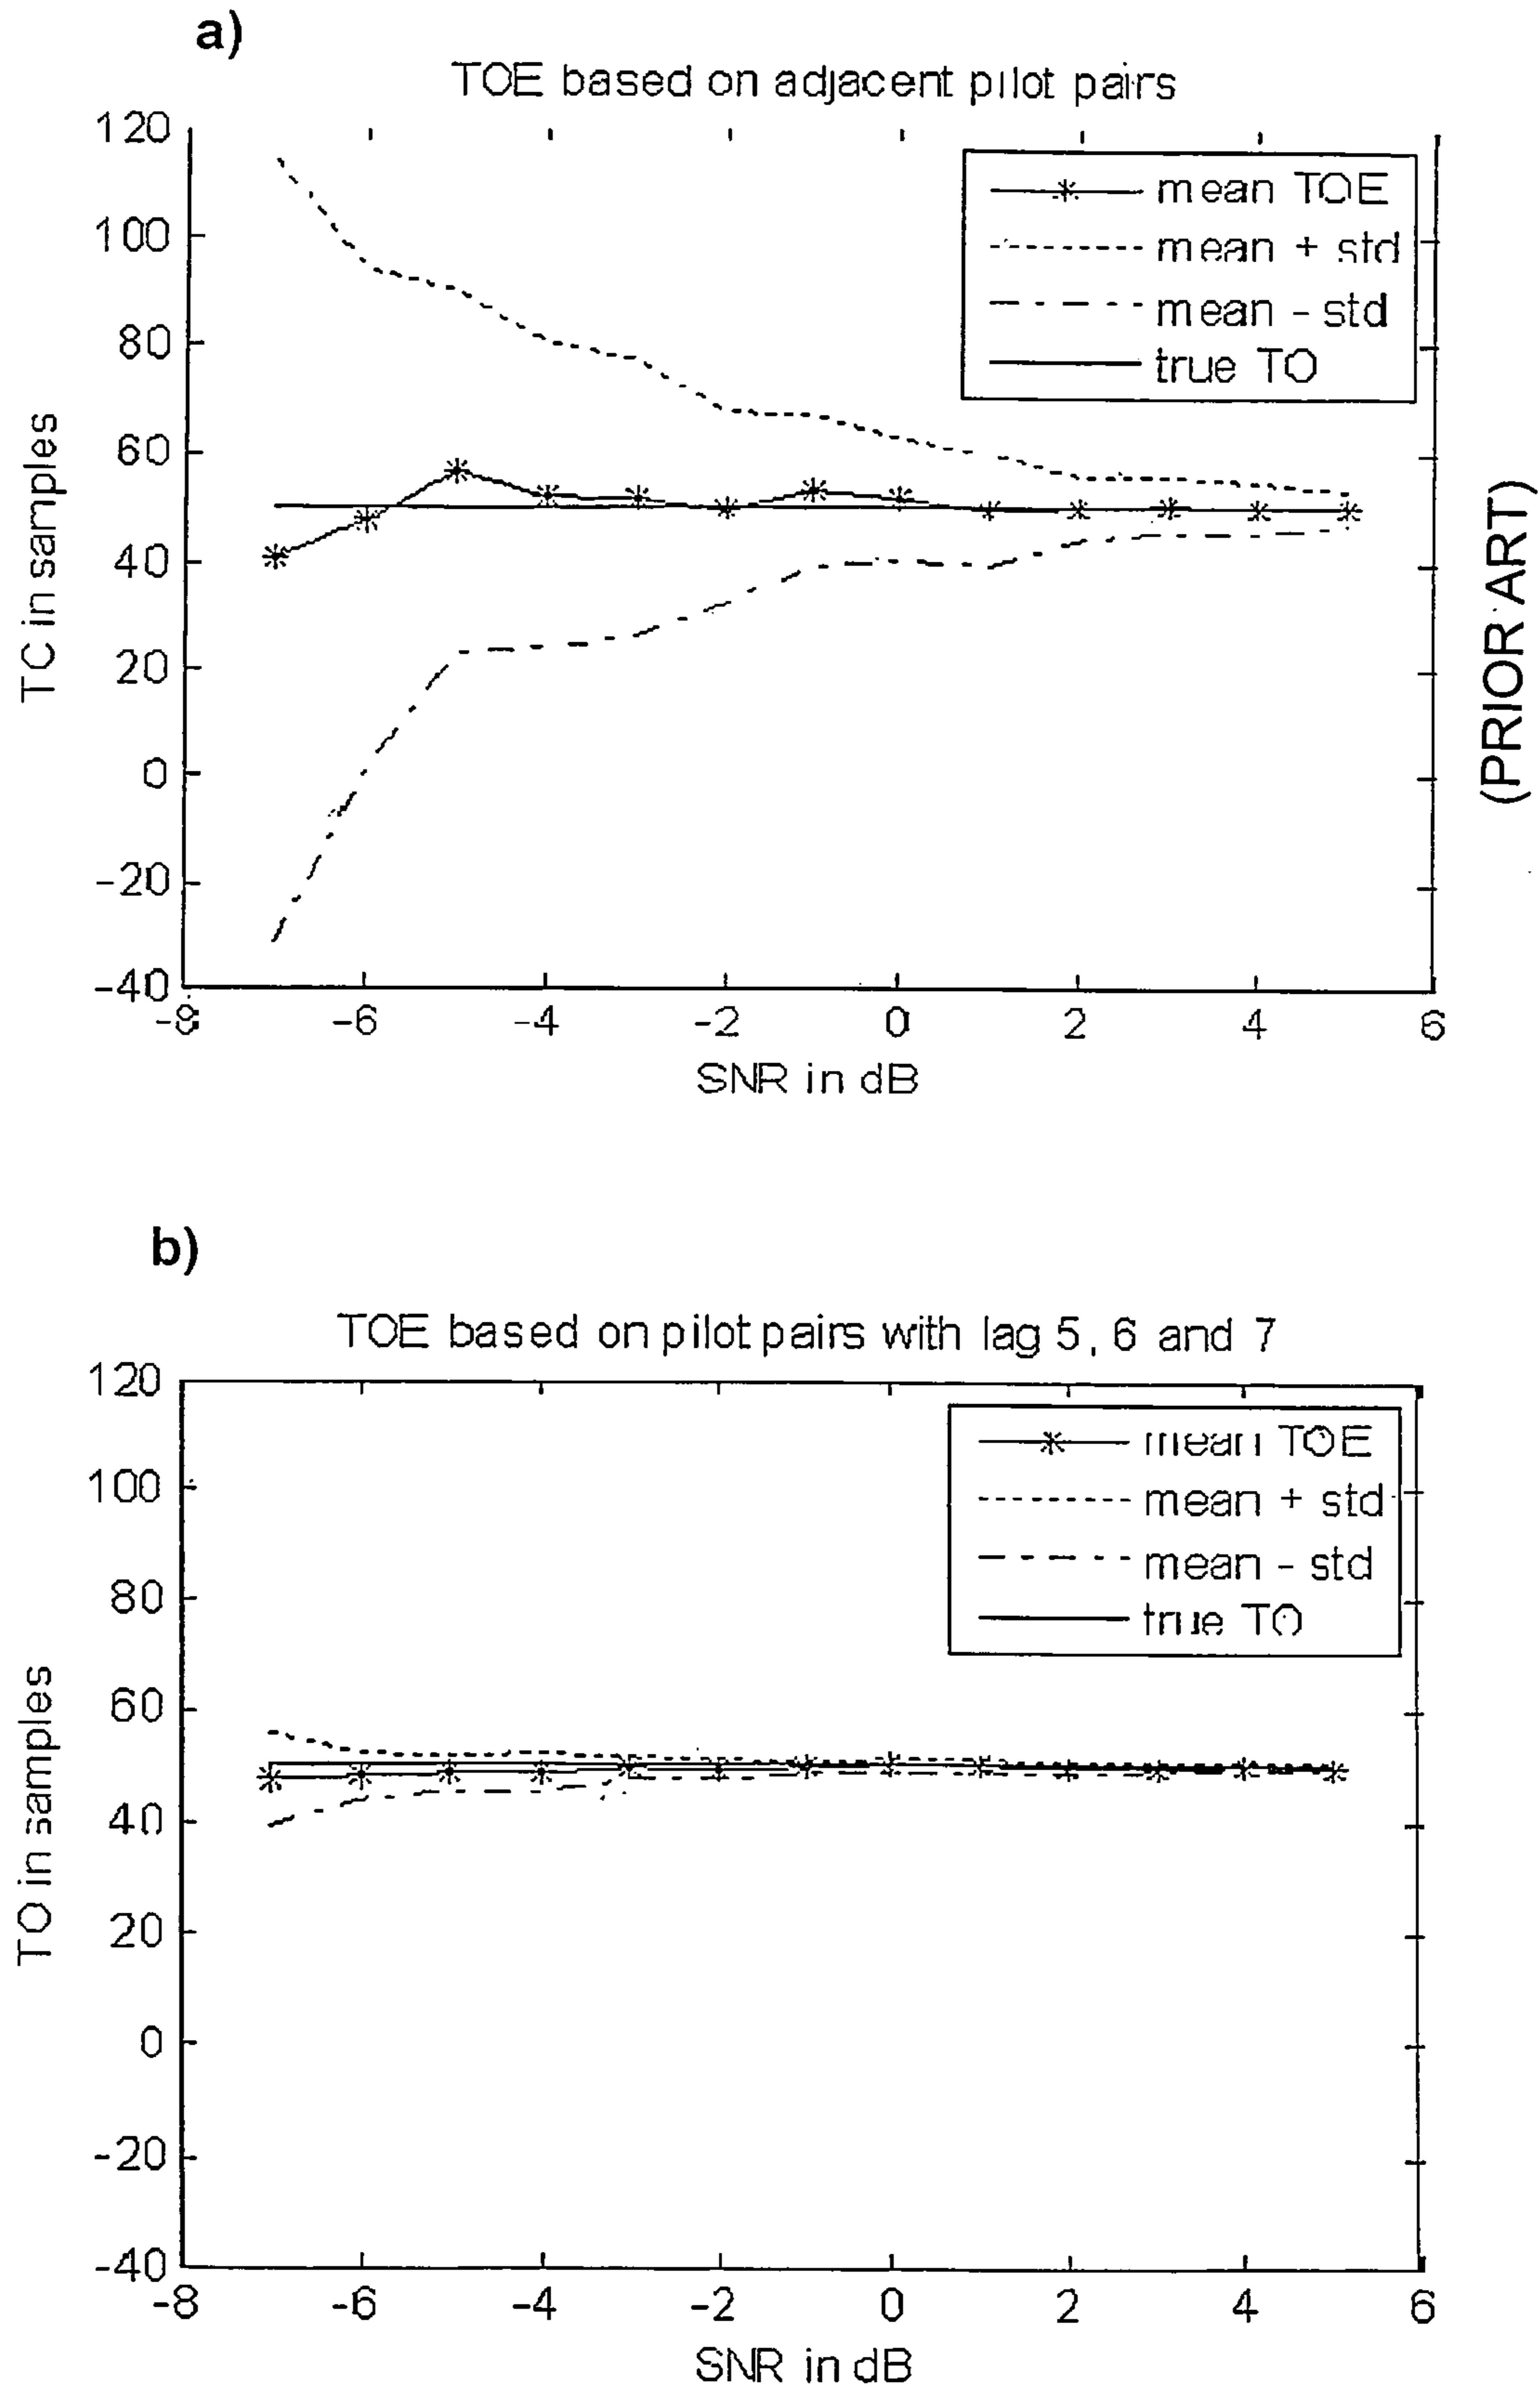 a)
TOE based on adjacent pilot pairs
120
100
80
60
40
20
0
-20
-40
-8
-6
-4
-2
0
2
4
6
TC in samples
SNR in dB
mean TOE
mean + std
mean - std
true TO
(PRIOR ART)
b)
TOE based on pilot pairs with lag 5, 6 and 7
120
100
80
60
40
20
0
-20
-40
-8
-6
-4
-2
0
2
4
6
TO in samples
SNR in dB
mean TOE
mean + std
mean - std
true TO